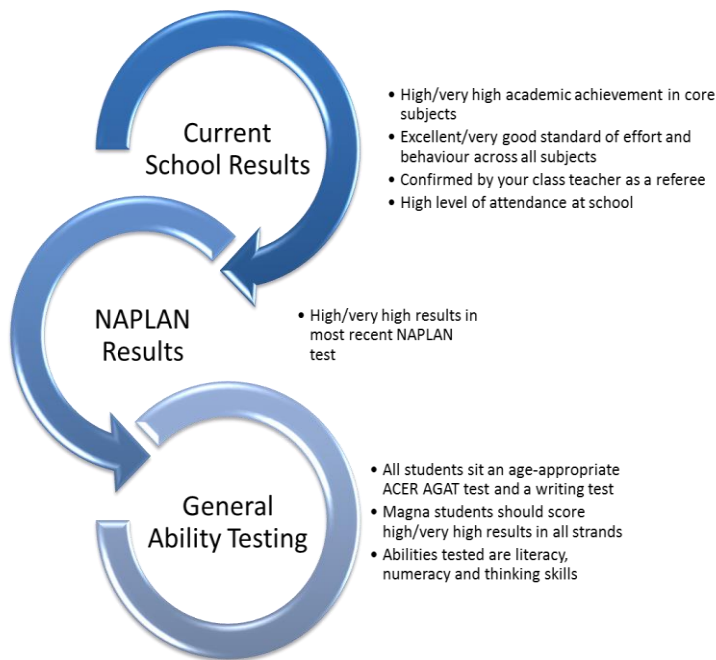 Current
School Results
• High/very high academic achievement in core
subjects
• Excellent/very good standard of effort and
behaviour across all subjects
• Confirmed by your class teacher as a referee
• High level of attendance at school
NAPLAN
Results
• High/very high results in
most recent NAPLAN
test
General
Ability Testing
• All students sit an age-appropriate
ACER AGAT test and a writing test
• Magna students should score
high/very high results in all strands
• Abilities tested are literacy,
numeracy and thinking skills